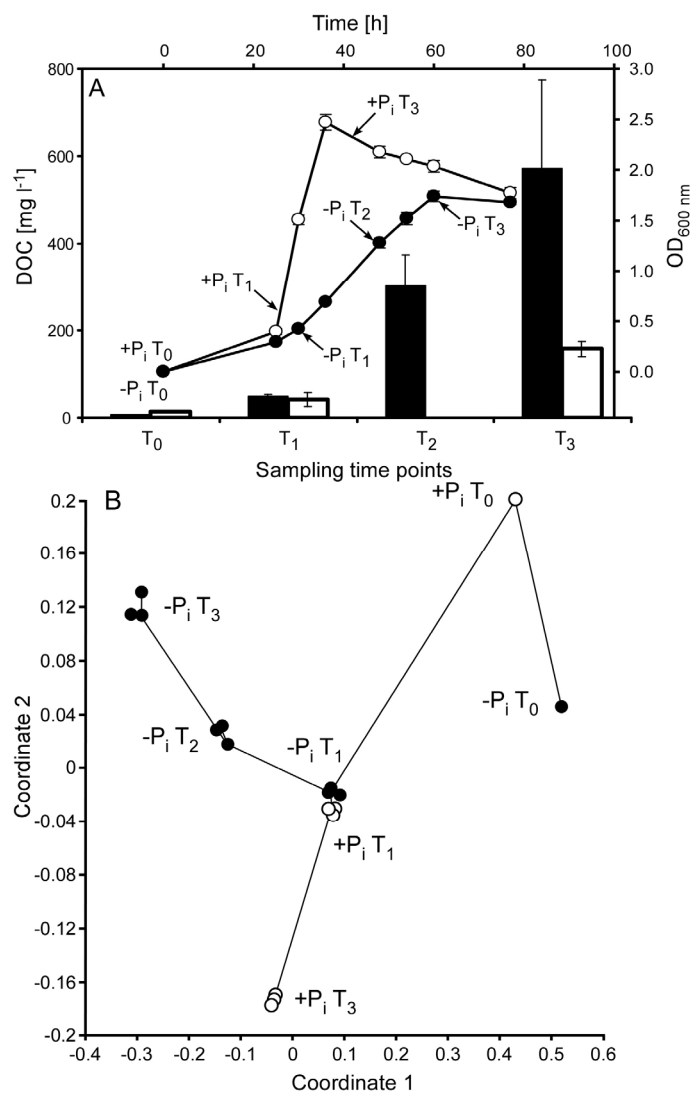 Time [h]
0 20 40 60 80 100
A
800
600
400
200
0
DOC [mg l⁻¹]
3.0
2.5
2.0
1.5
1.0
0.5
0.0
OD600 nm
+Pi T3
-Pi T2
-Pi T3
+Pi T1
-Pi T1
+Pi T0
-Pi T0
T0 T1 T2 T3
Sampling time points
B
0.2
0.16
0.12
0.08
0.04
0
-0.04
-0.08
-0.12
-0.16
-0.2
Coordinate 2
+Pi T0
-Pi T3
-Pi T0
-Pi T2
-Pi T1
+Pi T1
+Pi T3
-0.4 -0.3 -0.2 -0.1 0 0.1 0.2 0.3 0.4 0.5 0.6
Coordinate 1